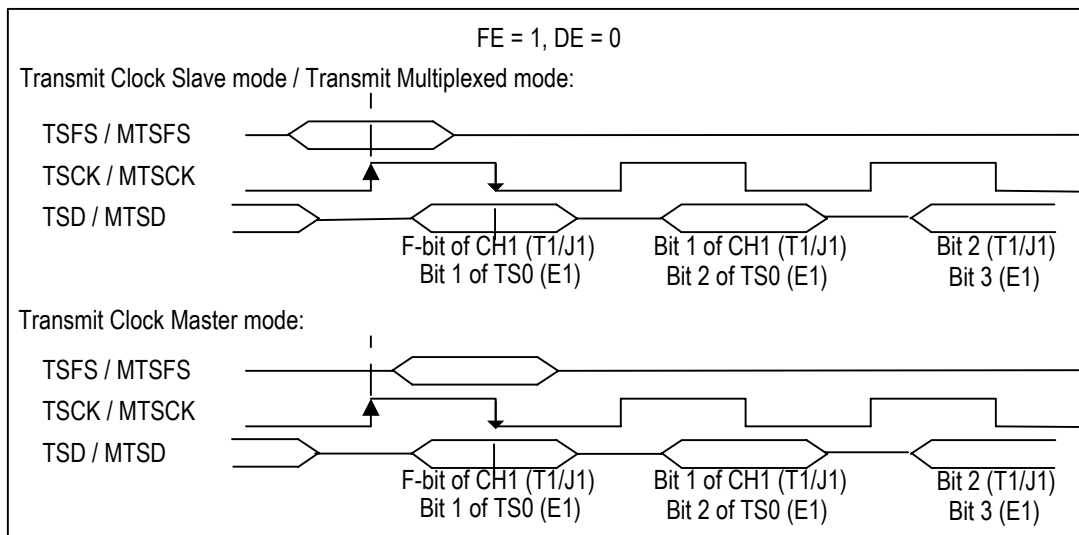 FE = 1, DE = 0
Transmit Clock Slave mode / Transmit Multiplexed mode:
TSFS / MTSFS
TSCK / MTSCK
TSD / MTSD
F-bit of CH1 (T1/J1) Bit 1 of CH1 (T1/J1) Bit 2 (T1/J1)
Bit 1 of TS0 (E1) Bit 2 of TS0 (E1) Bit 3 (E1)
Transmit Clock Master mode:
TSFS / MTSFS
TSCK / MTSCK
TSD / MTSD
F-bit of CH1 (T1/J1) Bit 1 of CH1 (T1/J1) Bit 2 (T1/J1)
Bit 1 of TS0 (E1) Bit 2 of TS0 (E1) Bit 3 (E1)